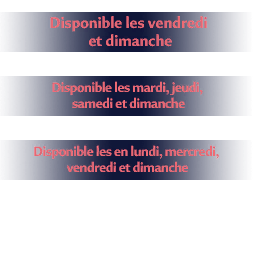 Disponible les vendredi
et dimanche
Disponible les mardi, jeudi,
samedi et dimanche
Disponible les en lundi, mercredi,
vendredi et dimanche